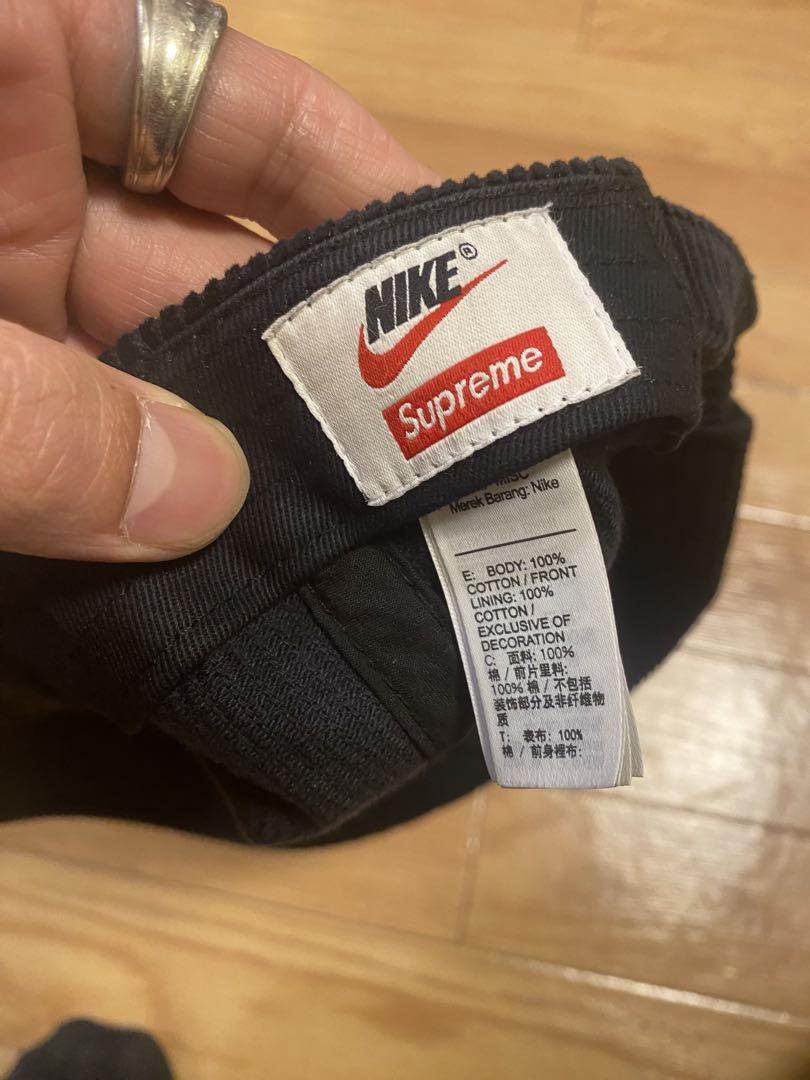 NIKE®
Supreme
MISC
Merek Barang: Nike
E: BODY: 100%
COTTON / FRONT
LINING: 100%
COTTON /
EXCLUSIVE OF
DECORATION
C: 面料: 100%
棉 / 前片里料:
100% 棉 / 不包括
装饰部分及非纤维物
质
T: 表布: 100%
棉 / 前身裡布: